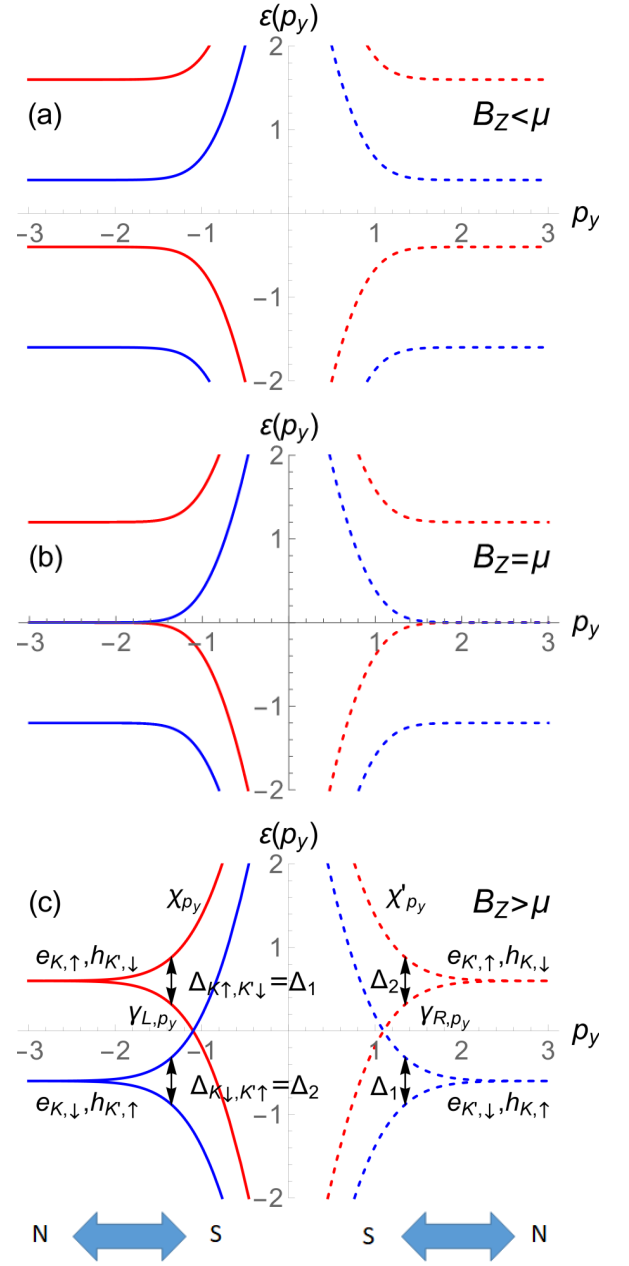 ε(p_y)
2
(a)
B_Z<μ
1
−3 −2 −1 1 2 3 p_y
−1
−2
ε(p_y)
2
(b)
B_Z=μ
1
−3 −2 −1 1 2 3 p_y
−1
−2
ε(p_y)
2
(c) χ_{p_y} χ'_{p_y} B_Z>μ
1
e_{K,↑},h_{K',↓} Δ_{K↑,K'↓}=Δ_1 Δ_2 e_{K',↑},h_{K,↓}
γ_{L,p_y} γ_{R,p_y}
−3 −2 −1 1 2 3 p_y
e_{K,↓},h_{K',↑} Δ_{K↓,K'↑}=Δ_2 Δ_1 e_{K',↓},h_{K,↑}
−1
−2
N S S N